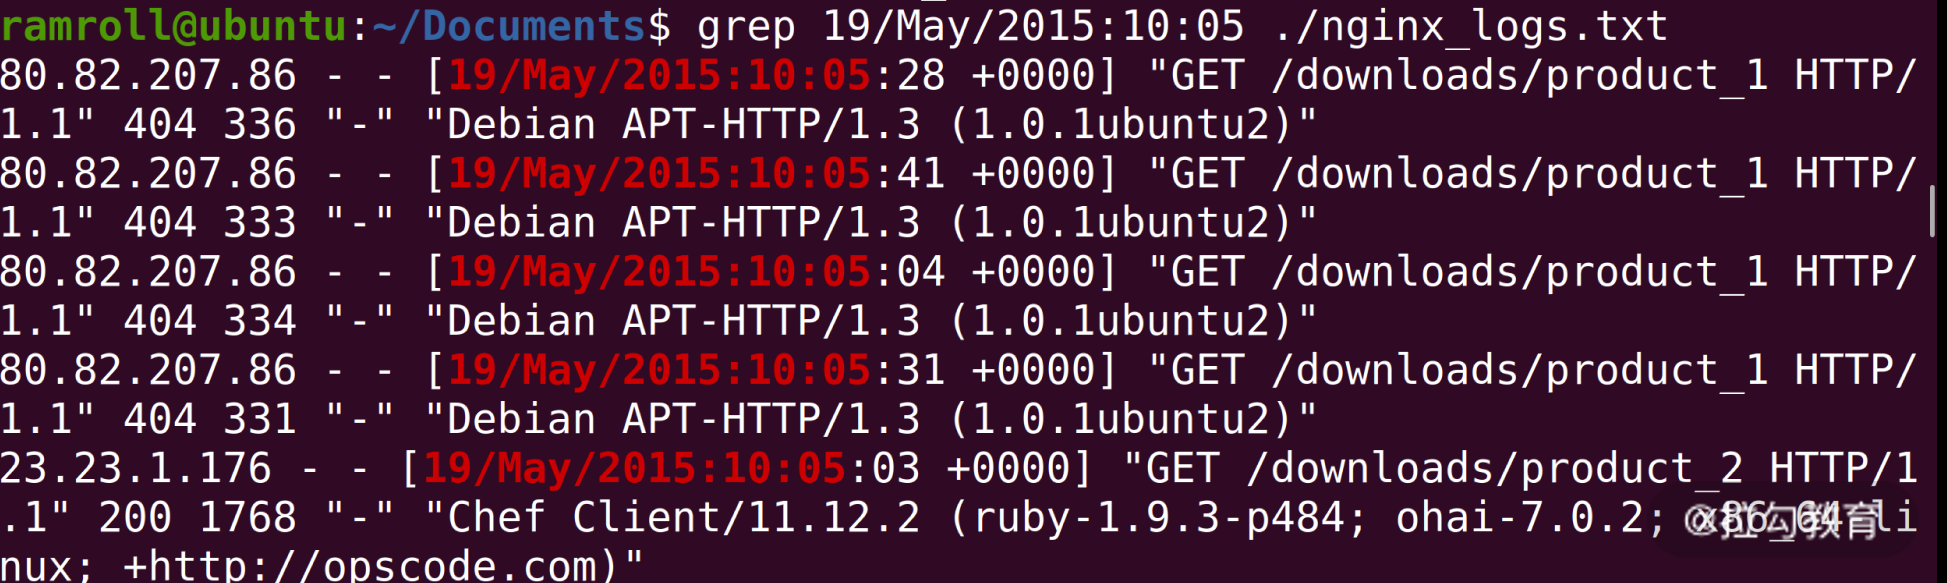 ramroll@ubuntu:~/Documents$ grep 19/May/2015:10:05 ./nginx_logs.txt
80.82.207.86 - - [19/May/2015:10:05:28 +0000] "GET /downloads/product_1 HTTP/
1.1" 404 336 "-" "Debian APT-HTTP/1.3 (1.0.1ubuntu2)"
80.82.207.86 - - [19/May/2015:10:05:41 +0000] "GET /downloads/product_1 HTTP/
1.1" 404 333 "-" "Debian APT-HTTP/1.3 (1.0.1ubuntu2)"
80.82.207.86 - - [19/May/2015:10:05:04 +0000] "GET /downloads/product_1 HTTP/
1.1" 404 334 "-" "Debian APT-HTTP/1.3 (1.0.1ubuntu2)"
80.82.207.86 - - [19/May/2015:10:05:31 +0000] "GET /downloads/product_1 HTTP/
1.1" 404 331 "-" "Debian APT-HTTP/1.3 (1.0.1ubuntu2)"
23.23.1.176 - - [19/May/2015:10:05:03 +0000] "GET /downloads/product_2 HTTP/1
.1" 200 1768 "-" "Chef Client/11.12.2 (ruby-1.9.3-p484; ohai-7.0.2; x86_64-li
nux; +http://opscode.com)"
@拉勾教育